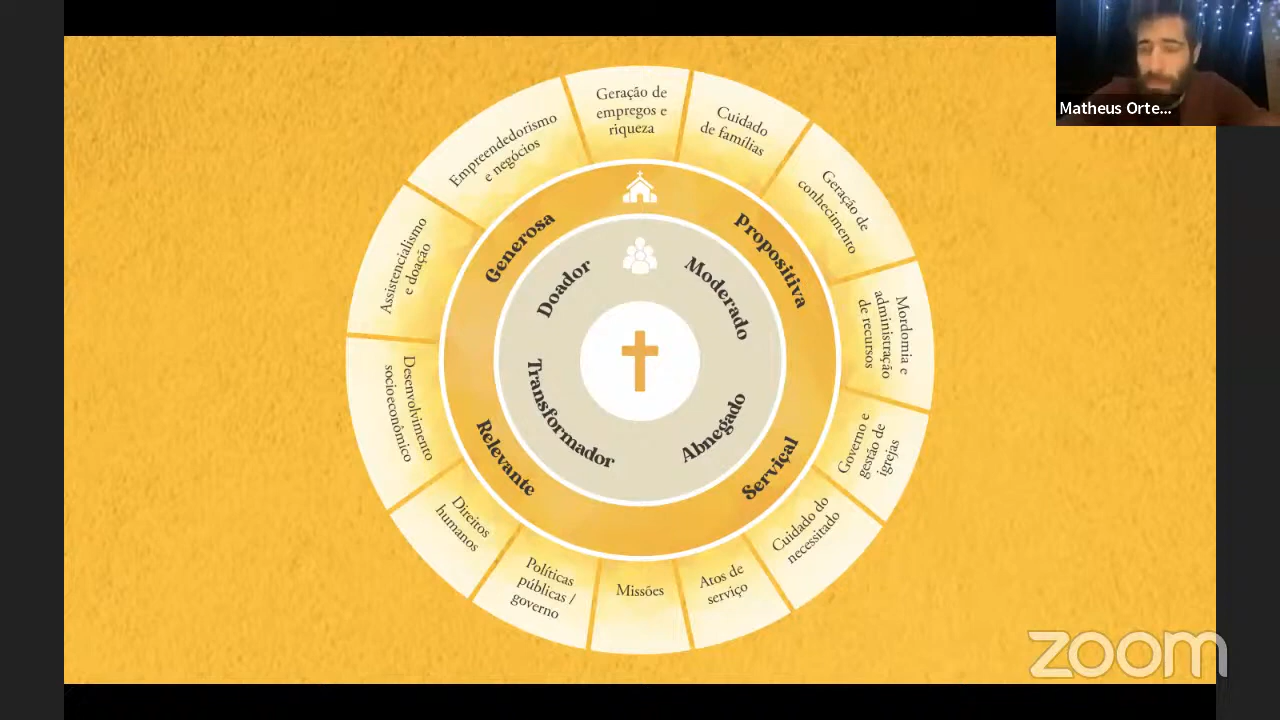 Matheus Orte...
Geração de
empregos e
riqueza
Cuidado
de famílias
Geração de
conhecimento
Mordomia e
administração
de recursos
Governo e
gestão de
igrejas
Cuidado do
necessitado
Atos de
serviço
Missões
Políticas
públicas /
governo
Direitos
humanos
Desenvolvimento
socioeconômico
Assistencialismo
e doação
Empreendedorismo
e negócios
Generosa
Propositiva
Serviçal
Relevante
Doador
Moderado
Abnegado
Transformador
zoom